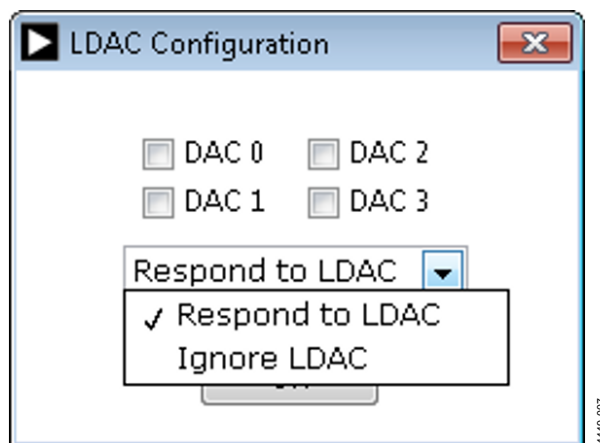 LDAC Configuration
DAC 0 DAC 2
DAC 1 DAC 3
Respond to LDAC
✓ Respond to LDAC
Ignore LDAC